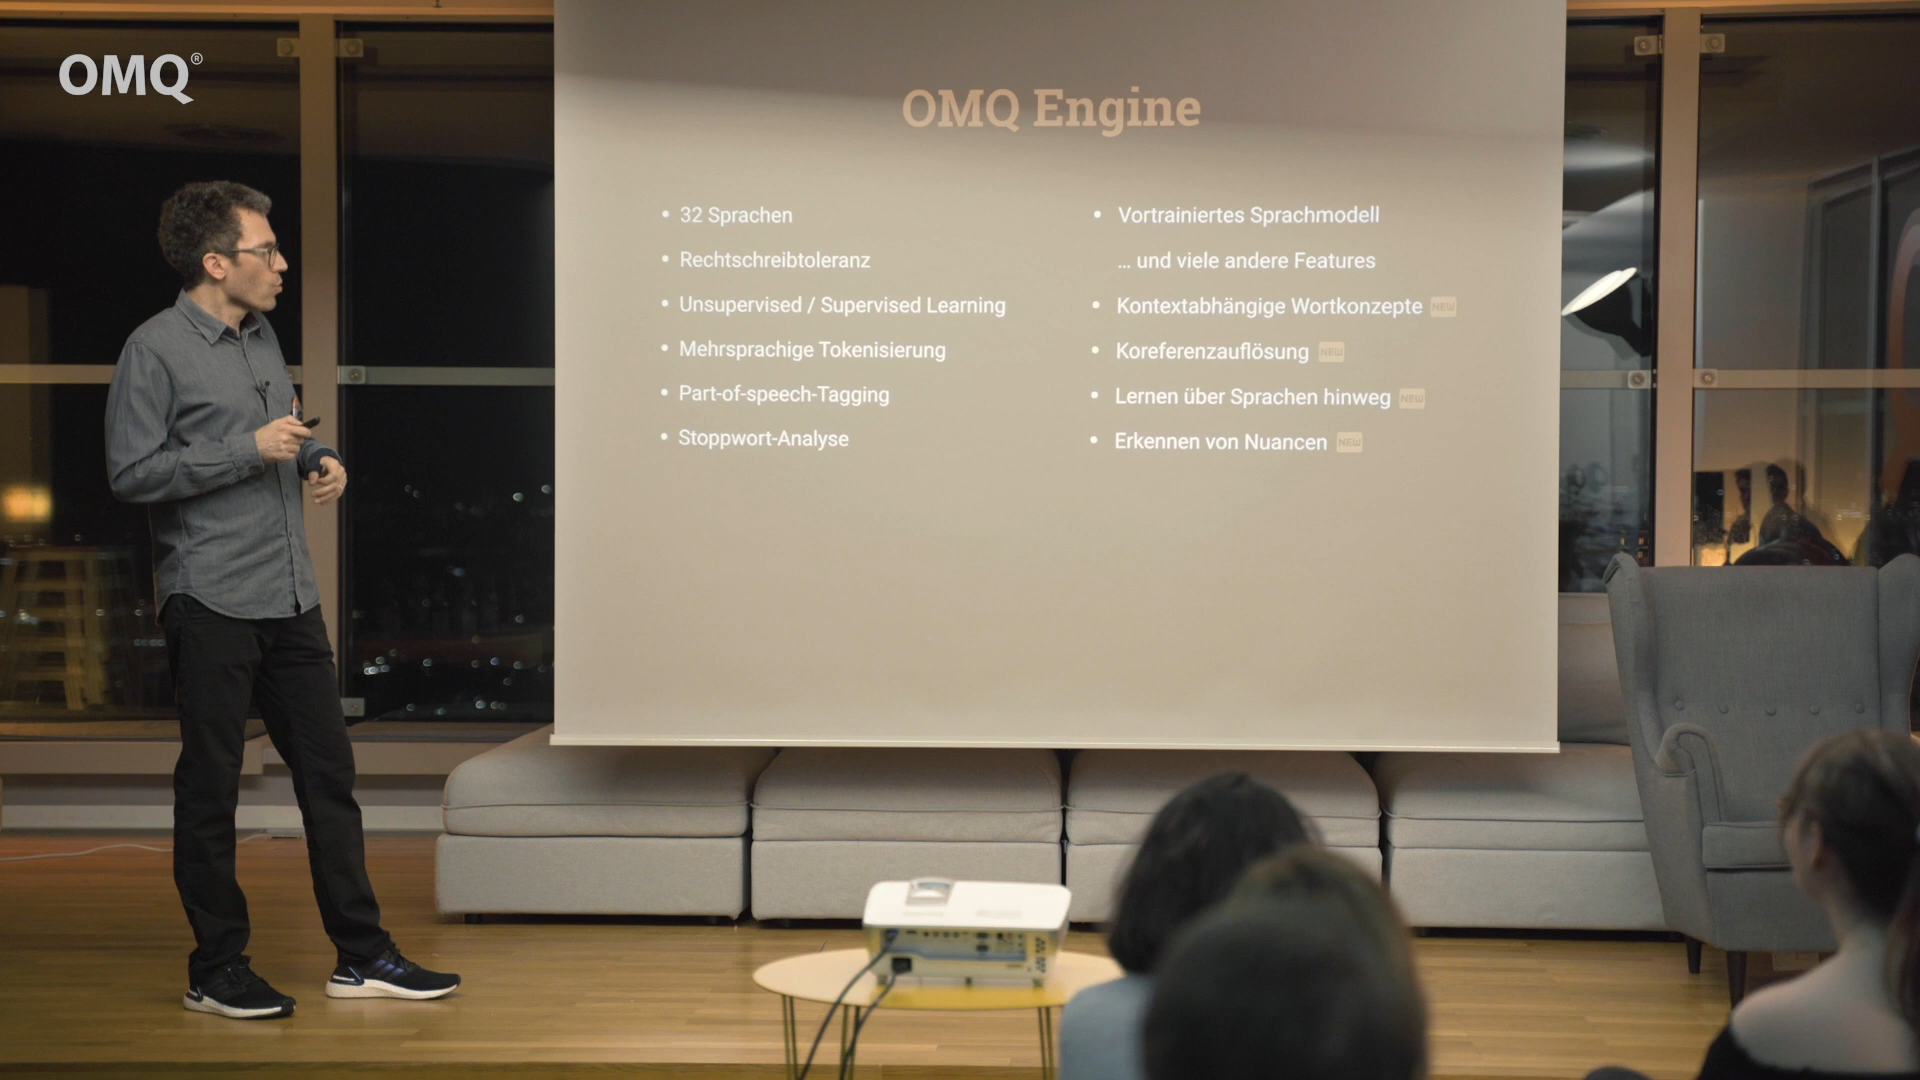 OMQ®
OMQ Engine
• 32 Sprachen
• Rechtschreibtoleranz
• Unsupervised / Supervised Learning
• Mehrsprachige Tokenisierung
• Part-of-speech-Tagging
• Stoppwort-Analyse
• Vortrainiertes Sprachmodell
... und viele andere Features
• Kontextabhängige Wortkonzepte NEW
• Koreferenzauflösung NEW
• Lernen über Sprachen hinweg NEW
• Erkennen von Nuancen NEW